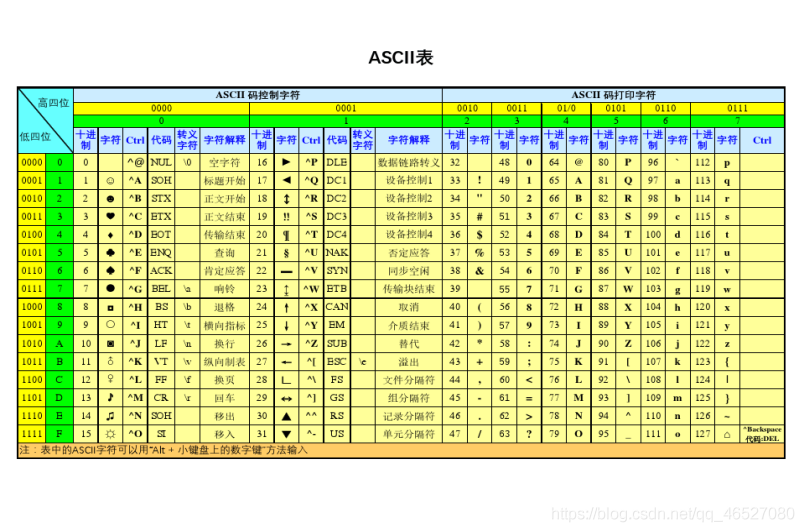 ASCII表
高四位 ASCII 码控制字符 ASCII 码打印字符
0000 0001 0010 0011 01/0 0101 0110 0111
0 1 2 3 4 5 6 7
低四位 十进制 字符 Ctrl 代码 转义字符 字符解释 十进制 字符 Ctrl 代码 转义字符 字符解释 十进制 字符 十进制 字符 十进制 字符 十进制 字符 十进制 字符 十进制 字符 Ctrl
0000 0 0 ^@ NUL \0 空字符 16 ► ^P DLE 数据链路转义 32 48 0 64 @ 80 P 96 ` 112 p
0001 1 1 ☺ ^A SOH 标题开始 17 ◄ ^Q DC1 设备控制1 33 ! 49 1 65 A 81 Q 97 a 113 q
0010 2 2 ☻ ^B STX 正文开始 18 ↕ ^R DC2 设备控制2 34 " 50 2 66 B 82 R 98 b 114 r
0011 3 3 ♥ ^C ETX 正文结束 19 ‼ ^S DC3 设备控制3 35 # 51 3 67 C 83 S 99 c 115 s
0100 4 4 ♦ ^D EOT 传输结束 20 ¶ ^T DC4 设备控制4 36 $ 52 4 68 D 84 T 100 d 116 t
0101 5 5 ♣ ^E ENQ 查询 21 § ^U NAK 否定应答 37 % 53 5 69 E 85 U 101 e 117 u
0110 6 6 ♠ ^F ACK 肯定应答 22 ▬ ^V SYN 同步空闲 38 & 54 6 70 F 86 V 102 f 118 v
0111 7 7 ● ^G BEL \a 响铃 23 ↨ ^W ETB 传输块结束 39 55 7 71 G 87 W 103 g 119 w
1000 8 8 ◘ ^H BS \b 退格 24 ↑ ^X CAN 取消 40 ( 56 8 72 H 88 X 104 h 120 x
1001 9 9 ○ ^I HT \t 横向指标 25 ↓ ^Y EM 介质结束 41 ) 57 9 73 I 89 Y 105 i 121 y
1010 A 10 ◙ ^J LF \n 换行 26 → ^Z SUB 替代 42 * 58 : 74 J 90 Z 106 j 122 z
1011 B 11 ♂ ^K VT \v 纵向制表 27 ← ^[ ESC \e 溢出 43 + 59 ; 75 K 91 [ 107 k 123 {
1100 C 12 ♀ ^L FF \f 换页 28 ∟ ^\ FS 文件分隔符 44 , 60 < 76 L 92 \ 108 l 124 |
1101 D 13 ♪ ^M CR \r 回车 29 ↔ ^] GS 组分隔符 45 - 61 = 77 M 93 ] 109 m 125 }
1110 E 14 ♫ ^N SOH 移出 30 ▲ ^^ RS 记录分隔符 46 . 62 > 78 N 94 ^ 110 n 126 ~
1111 F 15 ☼ ^O SI 移入 31 ▼ ^- US 单元分隔符 47 / 63 ? 79 O 95 _ 111 o 127 ⌂ ^Backspace 代码:DEL
注：表中的ASCII字符可以用"Alt + 小键盘上的数字键"方法输入
https://blog.csdn.net/qq_46527080